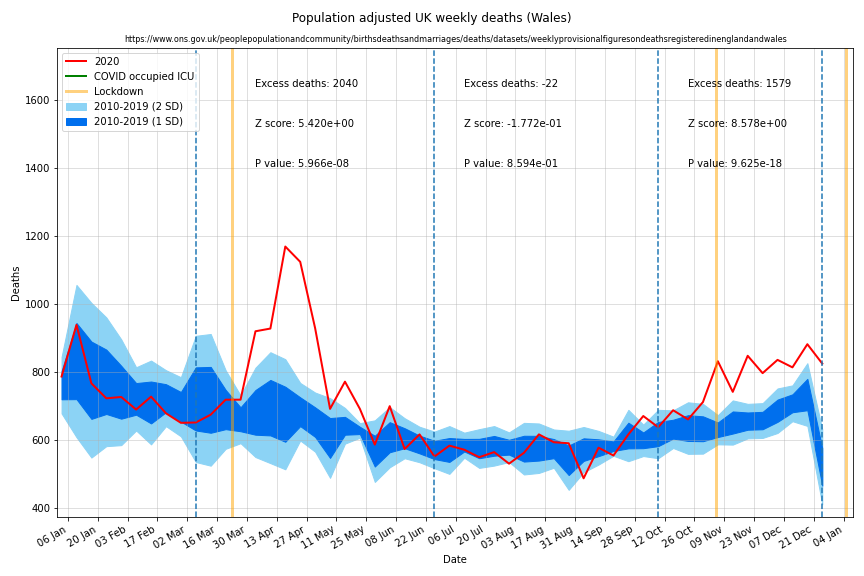 Population adjusted UK weekly deaths (Wales)
https://www.ons.gov.uk/peoplepopulationandcommunity/birthsdeathsandmarriages/deaths/datasets/weeklyprovisionalfiguresondeathsregisteredinenglandandwales
2020
COVID occupied ICU
Lockdown
2010-2019 (2 SD)
2010-2019 (1 SD)
Excess deaths: 2040
Z score: 5.420e+00
P value: 5.966e-08
Excess deaths: -22
Z score: -1.772e-01
P value: 8.594e-01
Excess deaths: 1579
Z score: 8.578e+00
P value: 9.625e-18
Deaths
1600
1400
1200
1000
800
600
400
06 Jan
20 Jan
03 Feb
17 Feb
02 Mar
16 Mar
30 Mar
13 Apr
27 Apr
11 May
25 May
08 Jun
22 Jun
06 Jul
20 Jul
03 Aug
17 Aug
31 Aug
14 Sep
28 Sep
12 Oct
26 Oct
09 Nov
23 Nov
07 Dec
21 Dec
04 Jan
Date